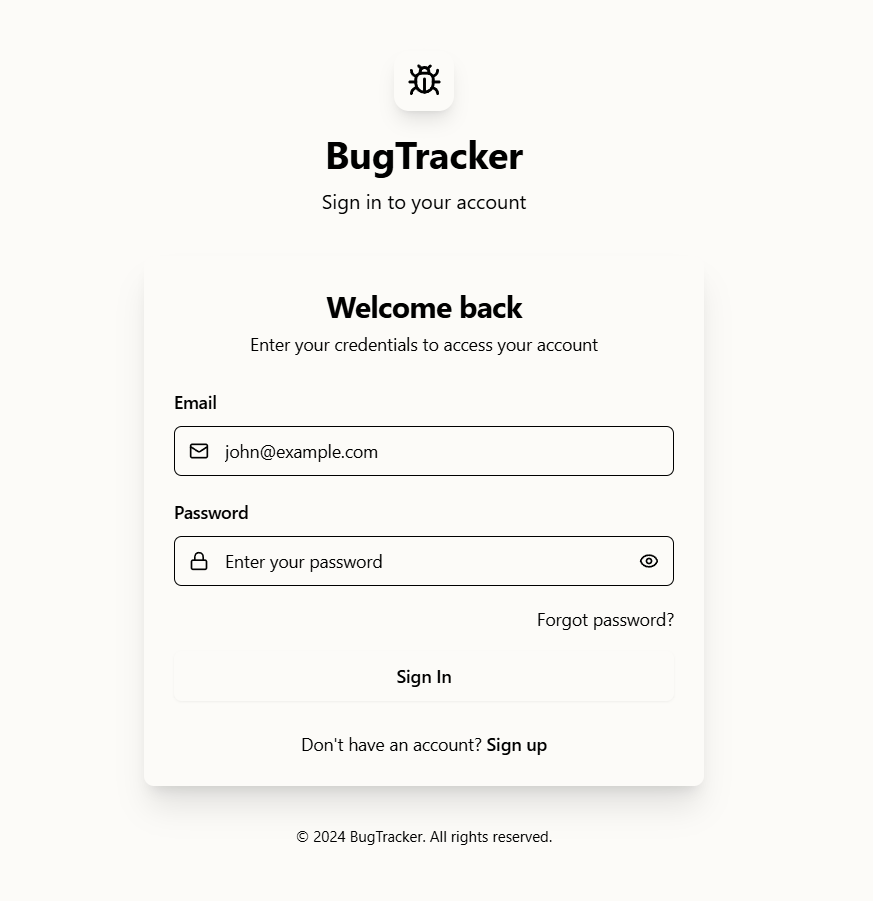 BugTracker
Sign in to your account
Welcome back
Enter your credentials to access your account
Email
john@example.com
Password
Enter your password
Forgot password?
Sign In
Don't have an account? Sign up
© 2024 BugTracker. All rights reserved.